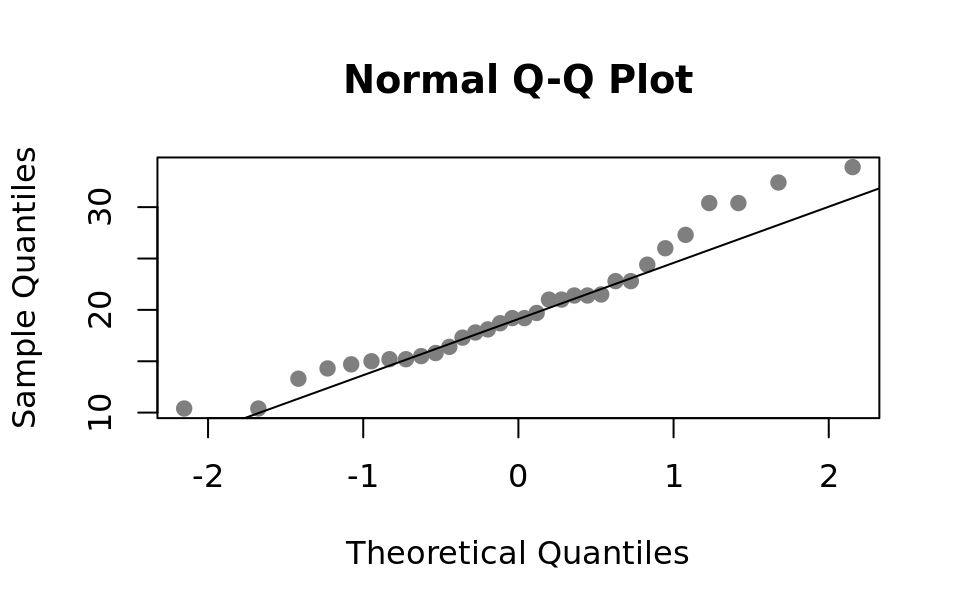 Normal Q-Q Plot
Sample Quantiles
30
20
10
-2 -1 0 1 2
Theoretical Quantiles